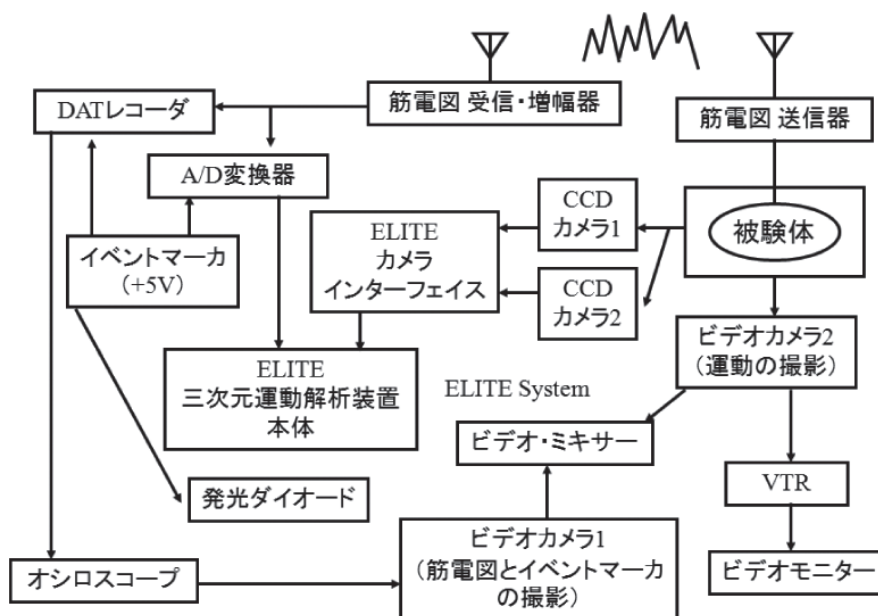 筋電図 受信・増幅器
DATレコーダ
筋電図 送信器
A/D変換器
CCD
カメラ1
被験体
ELITE
カメラ
インターフェイス
イベントマーカ
（+5V）
CCD
カメラ2
ビデオカメラ2
（運動の撮影）
ELITE
三次元運動解析装置
本体
ELITE System
ビデオ・ミキサー
VTR
発光ダイオード
ビデオカメラ1
（筋電図とイベントマーカ
の撮影）
オシロスコープ
ビデオモニター